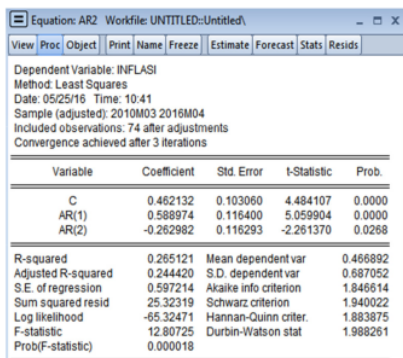 Equation: AR2 Workfile: UNTITLED::Untitled\
View Proc Object Print Name Freeze Estimate Forecast Stats Resids
Dependent Variable: INFLASI
Method: Least Squares
Date: 05/25/16 Time: 10:41
Sample (adjusted): 2010M03 2016M04
Included observations: 74 after adjustments
Convergence achieved after 3 iterations
Variable Coefficient Std. Error t-Statistic Prob.
C 0.462132 0.103060 4.484107 0.0000
AR(1) 0.588974 0.116400 5.059904 0.0000
AR(2) -0.262982 0.116293 -2.261370 0.0268
R-squared 0.265121 Mean dependent var 0.466892
Adjusted R-squared 0.244420 S.D. dependent var 0.687052
S.E. of regression 0.597214 Akaike info criterion 1.846614
Sum squared resid 25.32319 Schwarz criterion 1.940022
Log likelihood -65.32471 Hannan-Quinn criter. 1.883875
F-statistic 12.80725 Durbin-Watson stat 1.988261
Prob(F-statistic) 0.000018